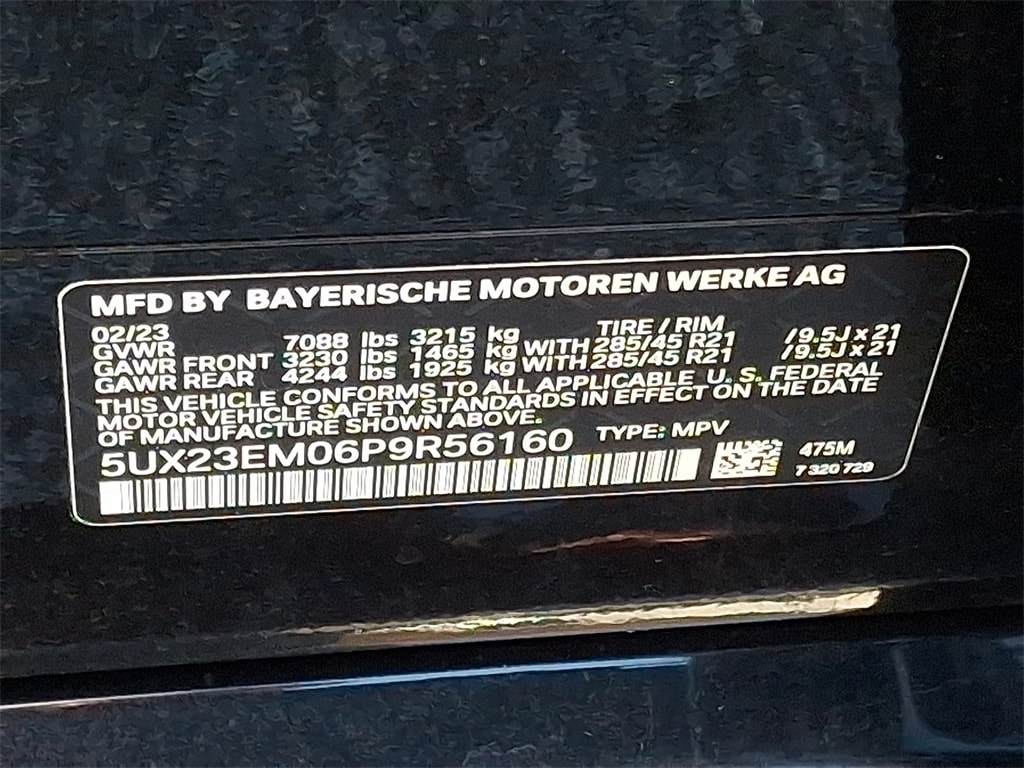 MFD BY BAYERISCHE MOTOREN WERKE AG
02/23 TIRE / RIM
GVWR 7088 lbs 3215 kg
GAWR FRONT 3230 lbs 1465 kg WITH 285/45 R21 / 9.5J x 21
GAWR REAR 4244 lbs 1925 kg WITH 285/45 R21 / 9.5J x 21
THIS VEHICLE CONFORMS TO ALL APPLICABLE U. S. FEDERAL
MOTOR VEHICLE SAFETY STANDARDS IN EFFECT ON THE DATE
OF MANUFACTURE SHOWN ABOVE.
5UX23EM06P9R56160 TYPE: MPV
475M
7 320 729